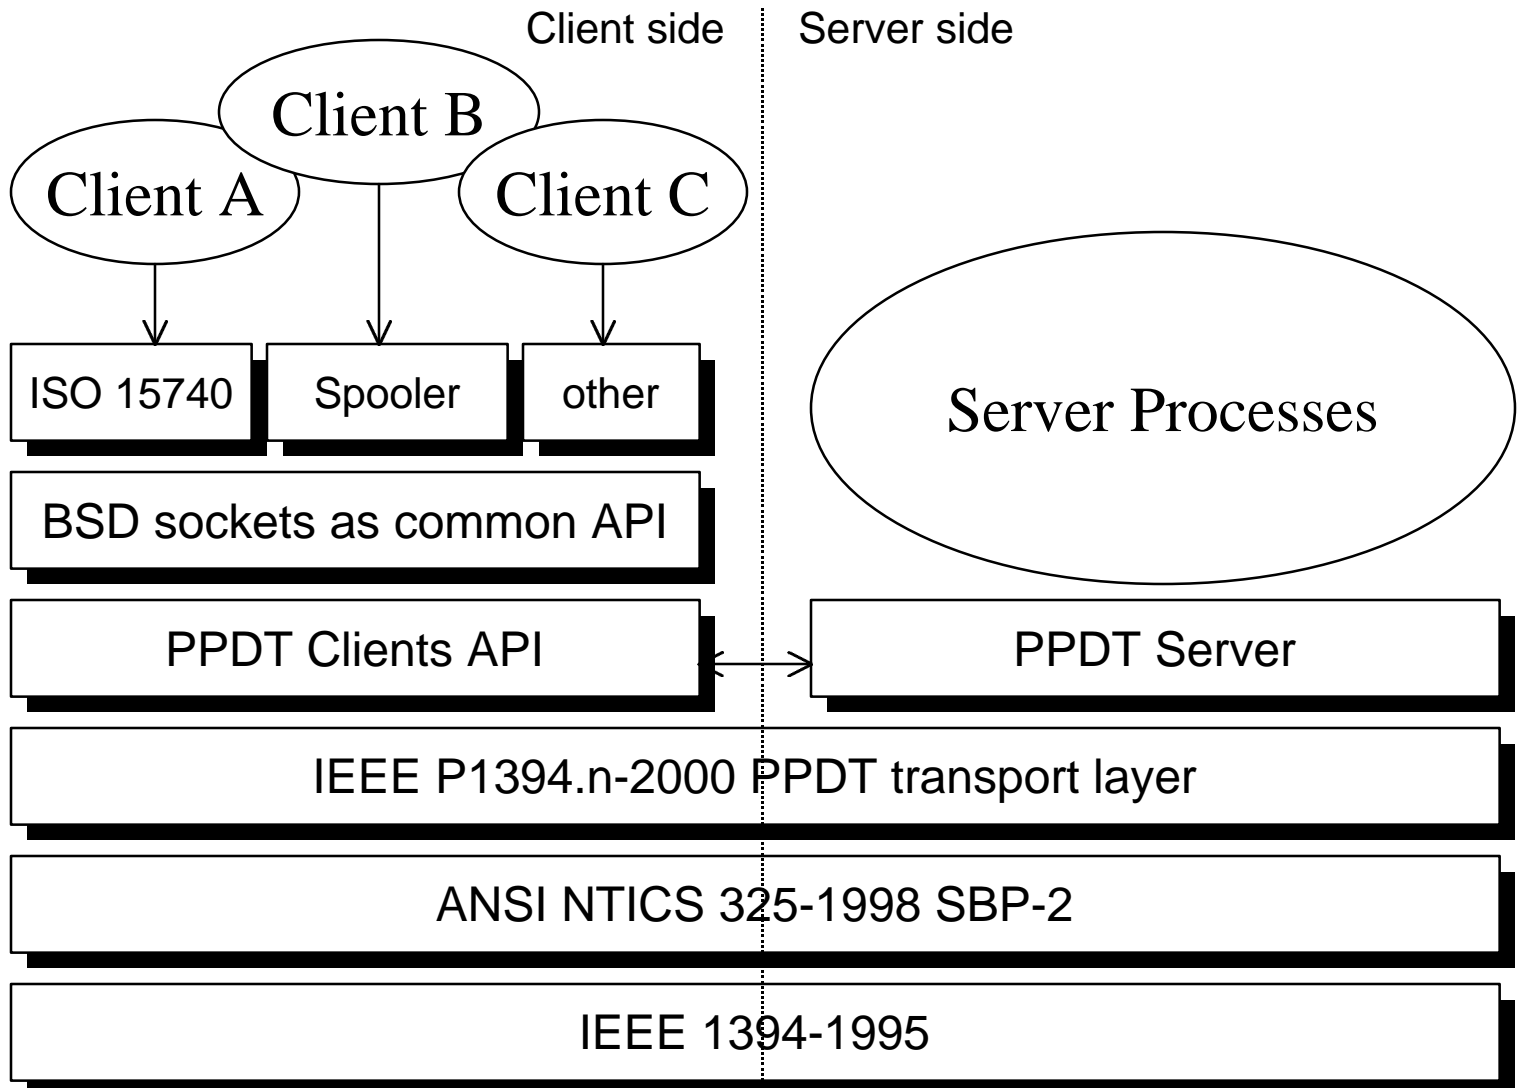 Client side
Server side
Client B
Client A
Client C
ISO 15740
Spooler
other
Server Processes
BSD sockets as common API
PPDT Clients API
PPDT Server
IEEE P1394.n-2000 PPDT transport layer
ANSI NTICS 325-1998 SBP-2
IEEE 1394-1995